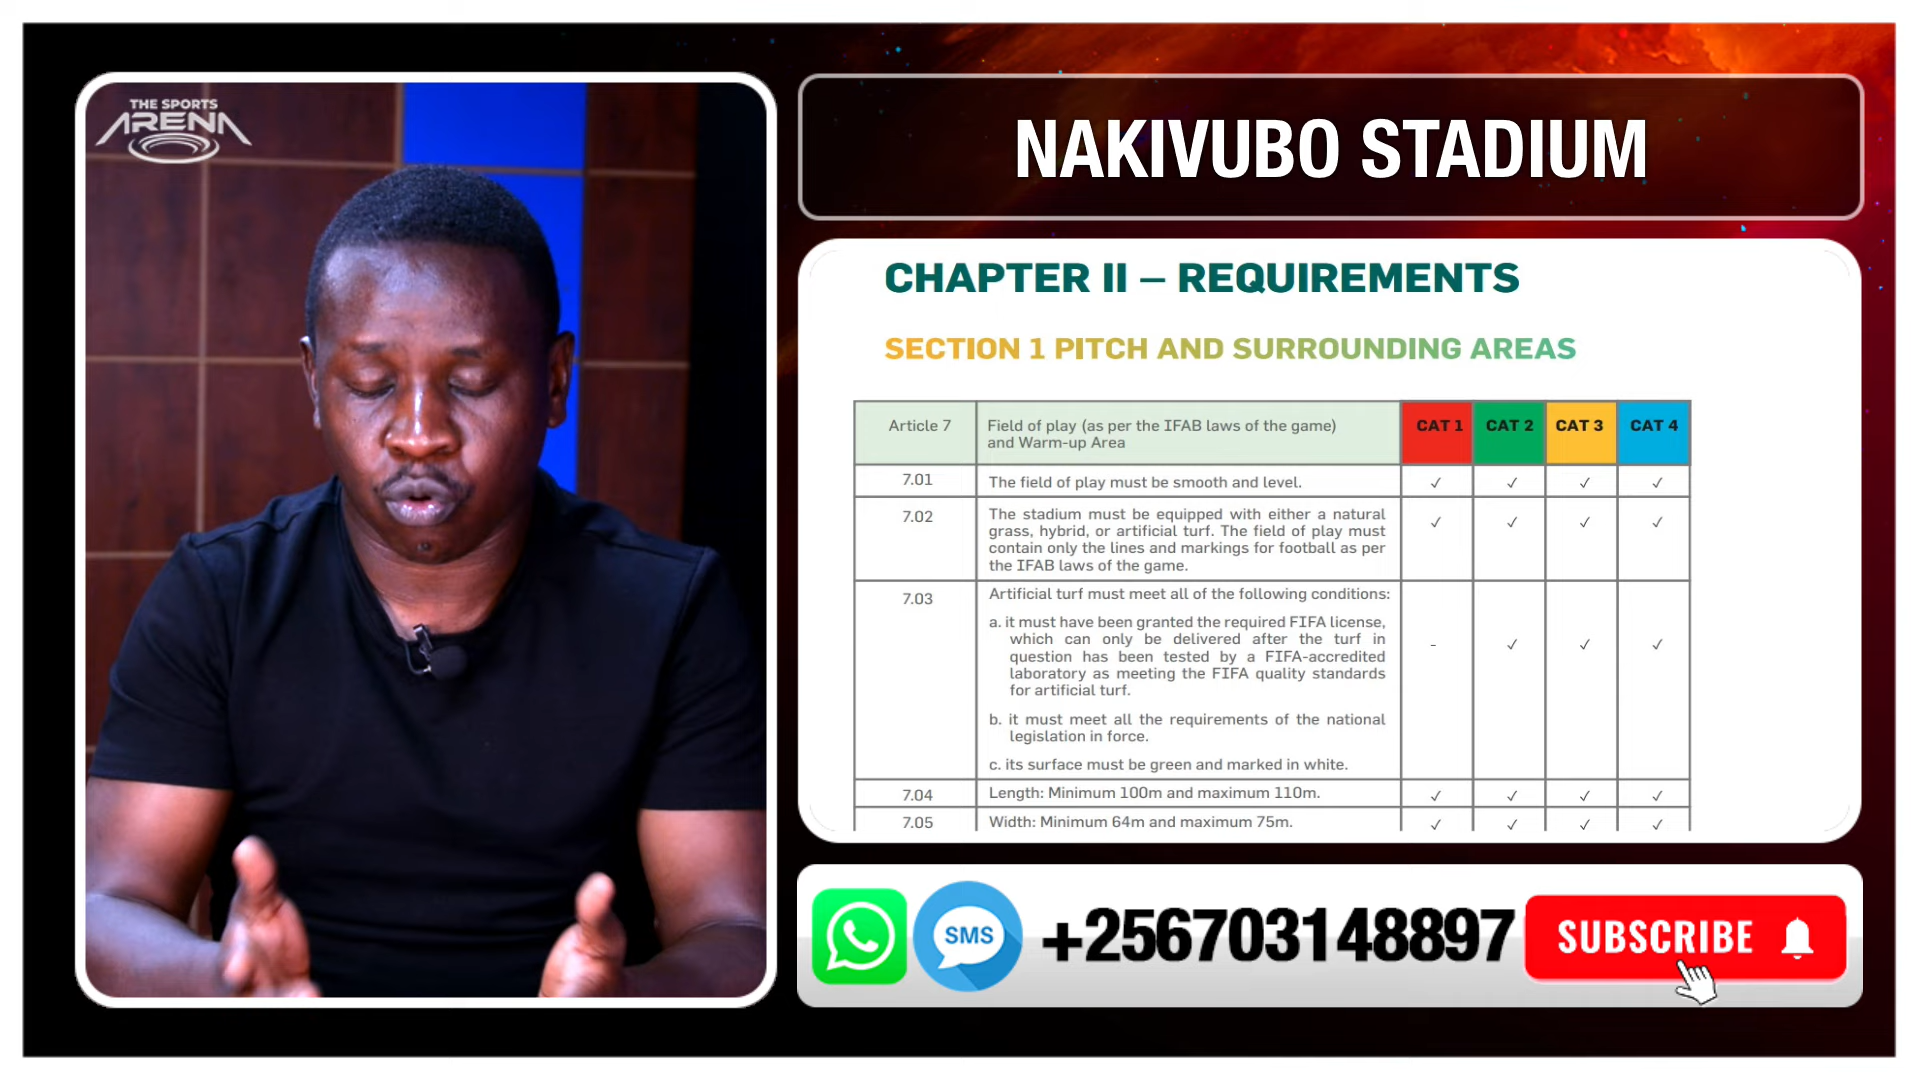 THE SPORTS
ARENA
NAKIVUBO STADIUM
CHAPTER II – REQUIREMENTS
SECTION 1 PITCH AND SURROUNDING AREAS
Article 7
Field of play (as per the IFAB laws of the game)
and Warm-up Area
CAT 1 CAT 2 CAT 3 CAT 4
7.01 The field of play must be smooth and level. ✓ ✓ ✓ ✓
7.02 The stadium must be equipped with either a natural
grass, hybrid, or artificial turf. The field of play must ✓ ✓ ✓ ✓
contain only the lines and markings for football as per
the IFAB laws of the game.
7.03 Artificial turf must meet all of the following conditions:
a. it must have been granted the required FIFA license,
which can only be delivered after the turf in - ✓ ✓ ✓
question has been tested by a FIFA-accredited
laboratory as meeting the FIFA quality standards
for artificial turf.
b. it must meet all the requirements of the national
legislation in force.
c. its surface must be green and marked in white.
7.04 Length: Minimum 100m and maximum 110m. ✓ ✓ ✓ ✓
7.05 Width: Minimum 64m and maximum 75m. ✓ ✓ ✓ ✓
SMS +256703148897 SUBSCRIBE